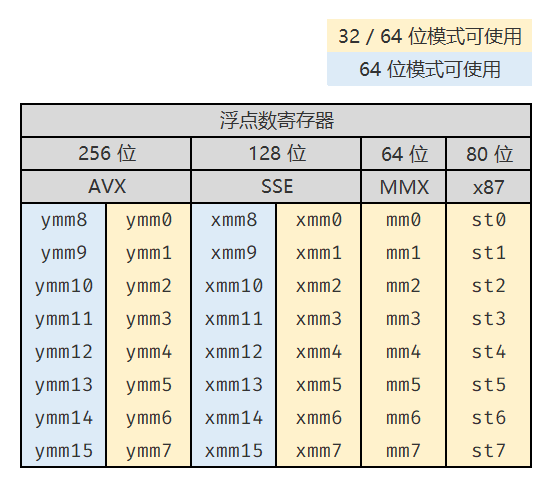 32 / 64 位模式可使用
64 位模式可使用
浮点数寄存器
256 位 128 位 64 位 80 位
AVX SSE MMX x87
ymm8 ymm0 xmm8 xmm0 mm0 st0
ymm9 ymm1 xmm9 xmm1 mm1 st1
ymm10 ymm2 xmm10 xmm2 mm2 st2
ymm11 ymm3 xmm11 xmm3 mm3 st3
ymm12 ymm4 xmm12 xmm4 mm4 st4
ymm13 ymm5 xmm13 xmm5 mm5 st5
ymm14 ymm6 xmm14 xmm6 mm6 st6
ymm15 ymm7 xmm15 xmm7 mm7 st7